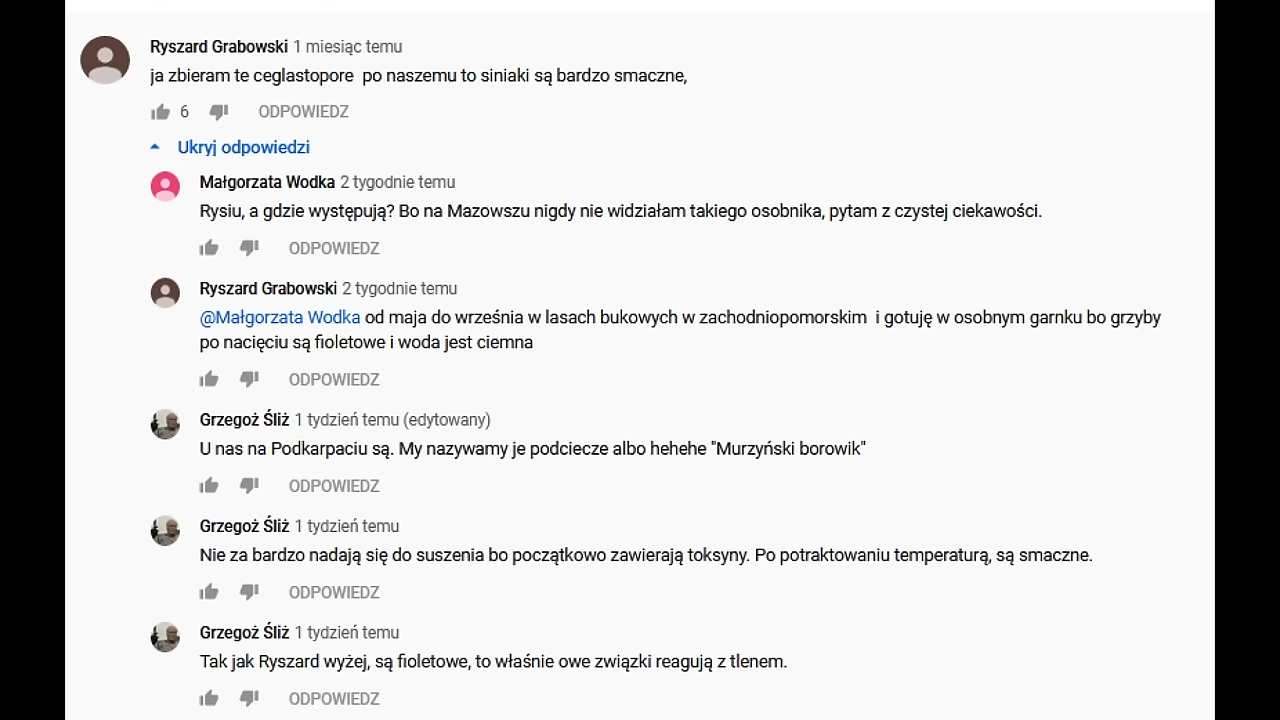 Ryszard Grabowski 1 miesiąc temu
ja zbieram te ceglastopore  po naszemu to siniaki są bardzo smaczne,
6 ODPOWIEDZ
Ukryj odpowiedzi
Małgorzata Wodka 2 tygodnie temu
Rysiu, a gdzie występują? Bo na Mazowszu nigdy nie widziałam takiego osobnika, pytam z czystej ciekawości.
ODPOWIEDZ
Ryszard Grabowski 2 tygodnie temu
@Małgorzata Wodka od maja do września w lasach bukowych w zachodniopomorskim  i gotuję w osobnym garnku bo grzyby
po nacięciu są fioletowe i woda jest ciemna
ODPOWIEDZ
Grzegoż Śliż 1 tydzień temu (edytowany)
U nas na Podkarpaciu są. My nazywamy je podciecze albo hehehe "Murzyński borowik"
ODPOWIEDZ
Grzegoż Śliż 1 tydzień temu
Nie za bardzo nadają się do suszenia bo początkowo zawierają toksyny. Po potraktowaniu temperaturą, są smaczne.
ODPOWIEDZ
Grzegoż Śliż 1 tydzień temu
Tak jak Ryszard wyżej, są fioletowe, to właśnie owe związki reagują z tlenem.
ODPOWIEDZ